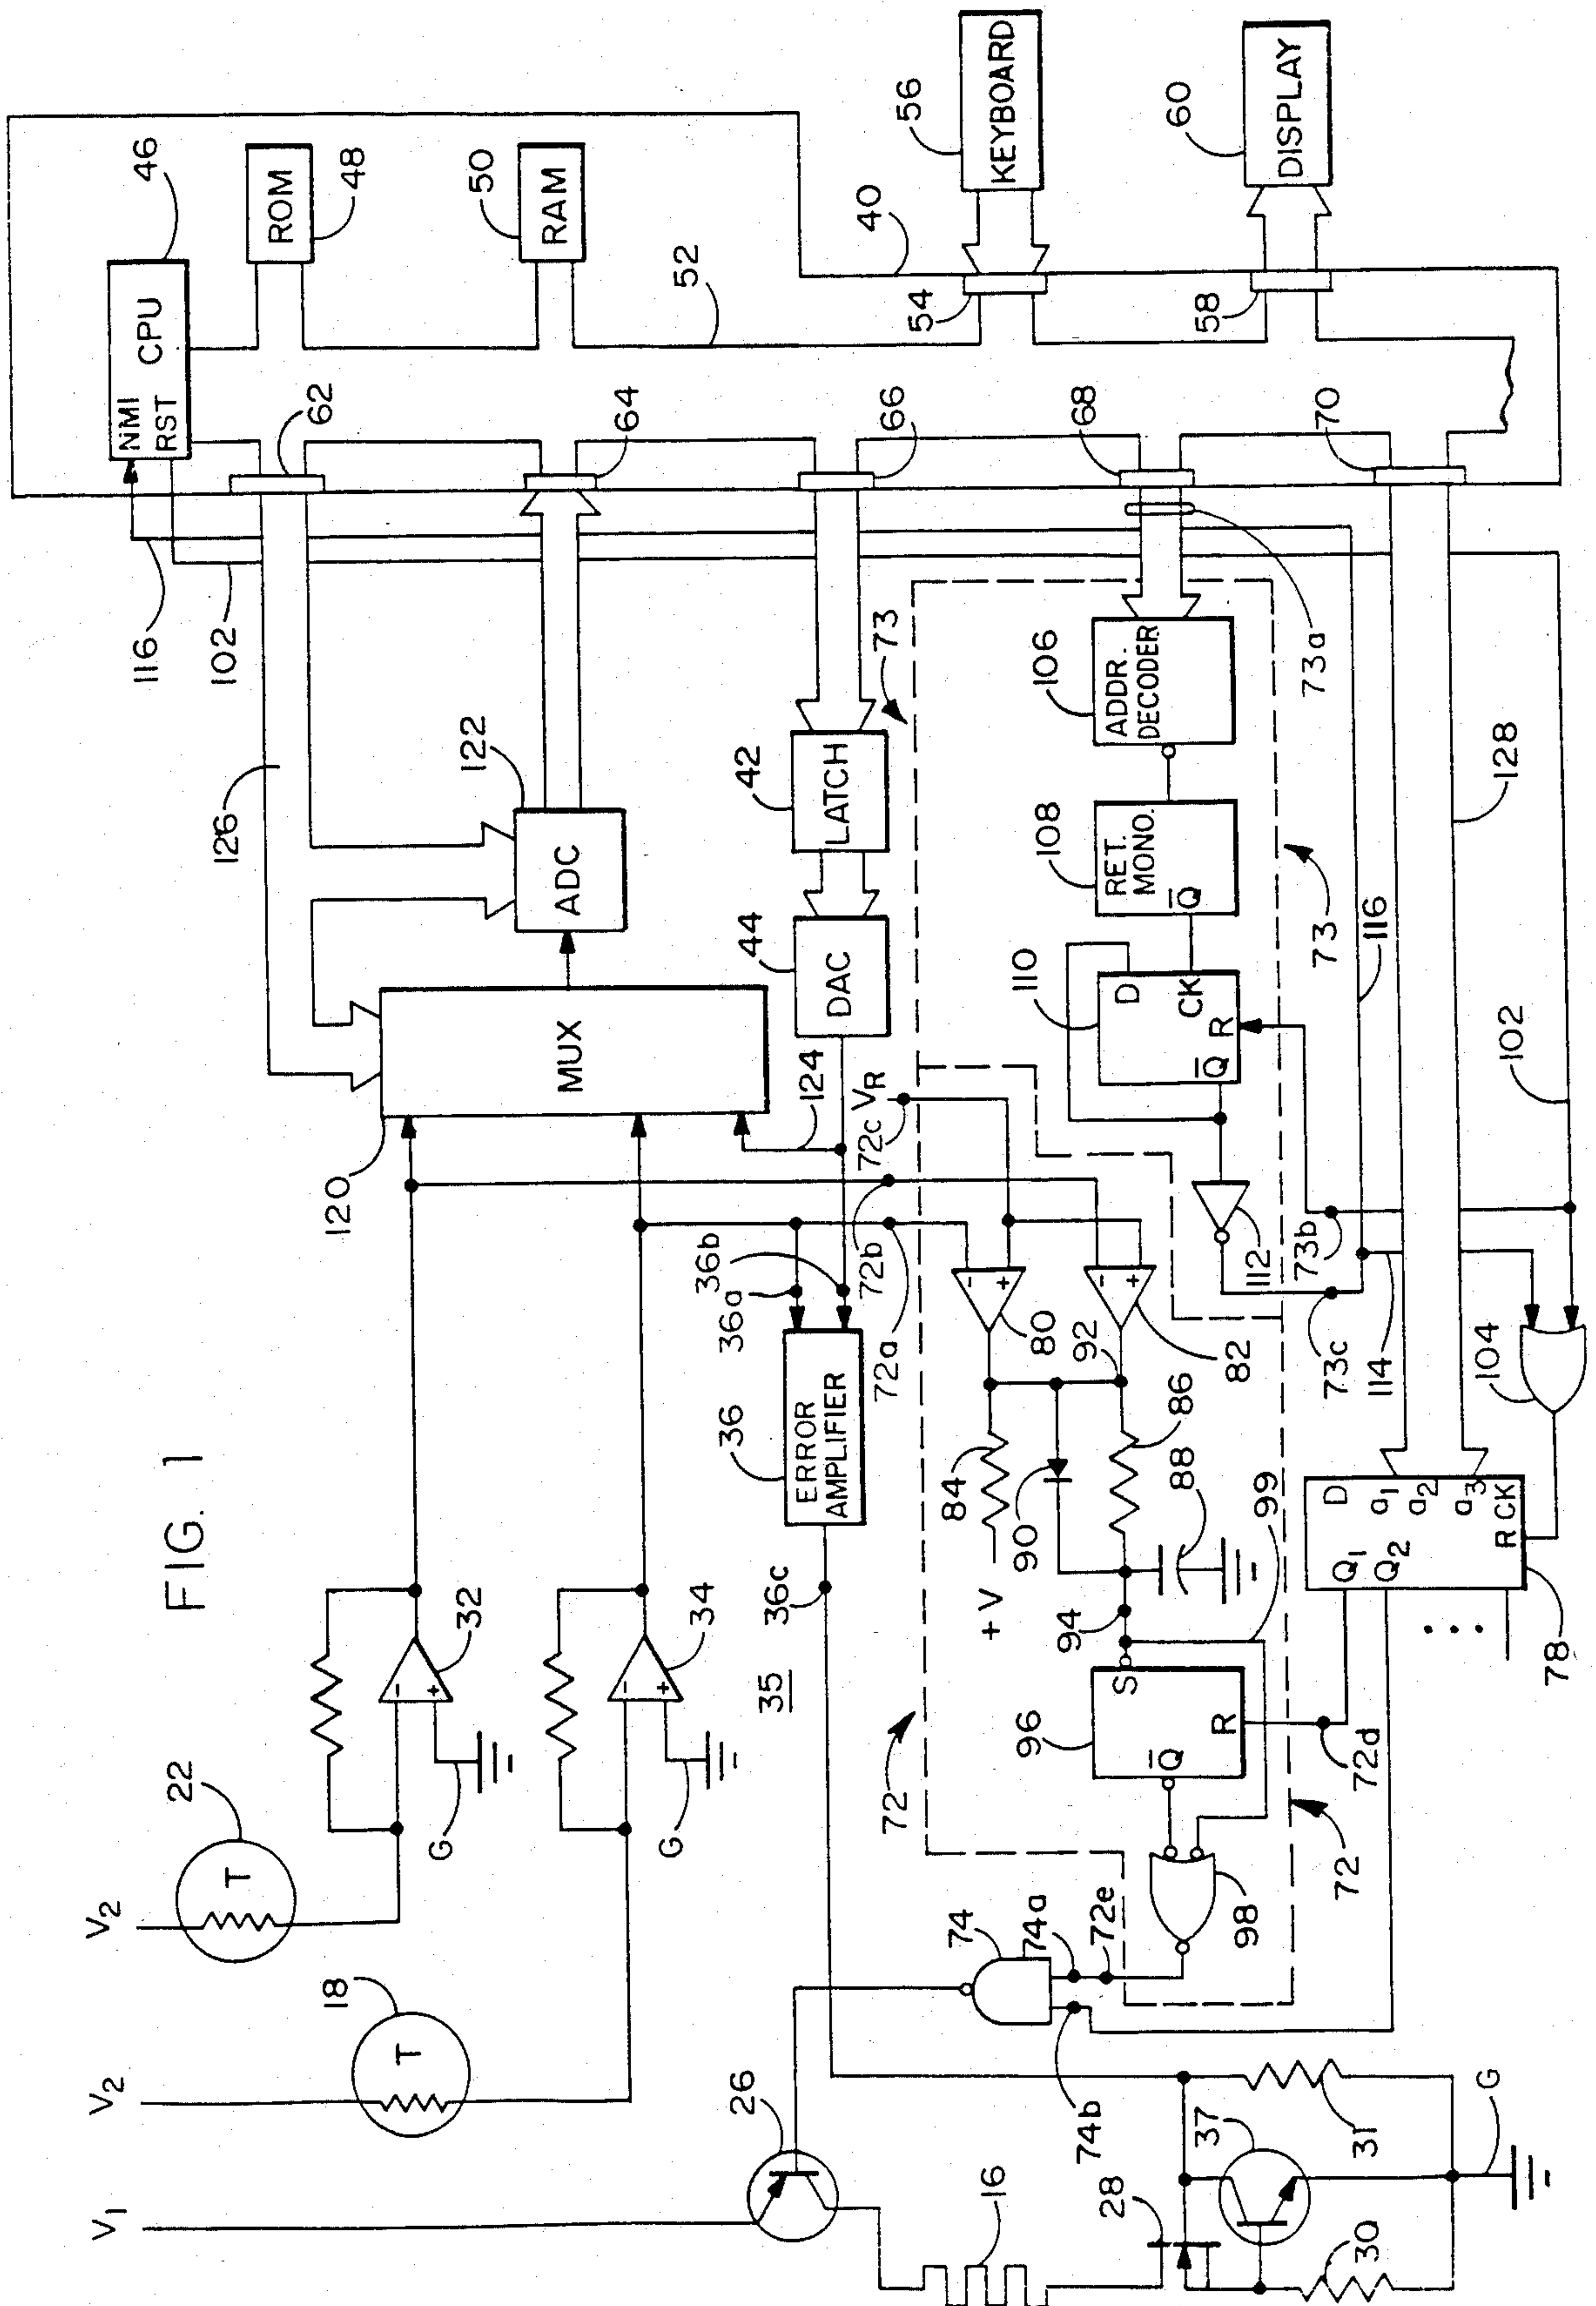 FIG. 1
46
CPU
NMI
RST
ROM
48
50
RAM
52
62
64
66
68
70
54
58
40
56
KEYBOARD
60
DISPLAY
116
102
126
122
ADC
MUX
120
42
LATCH
44
DAC
124
73
106
ADDR.
DECODER
73a
108
RET.
MONO.
Q̅
110
D
CK
R
Q̅
112
73
116
128
102
73b
73c
114
104
V2
22
T
32
-
+
G
V2
18
T
34
-
+
G
35
36
ERROR
AMPLIFIER
36a
36b
36c
72a
72b
72c
VR
80
-
+
82
-
+
92
84
+V
90
86
88
94
99
96
S
R
Q̅
72
72
72d
98
72e
74
74a
74b
78
D
a1
a2
a3
CK
R
Q1
Q2
V1
26
16
28
37
31
30
G